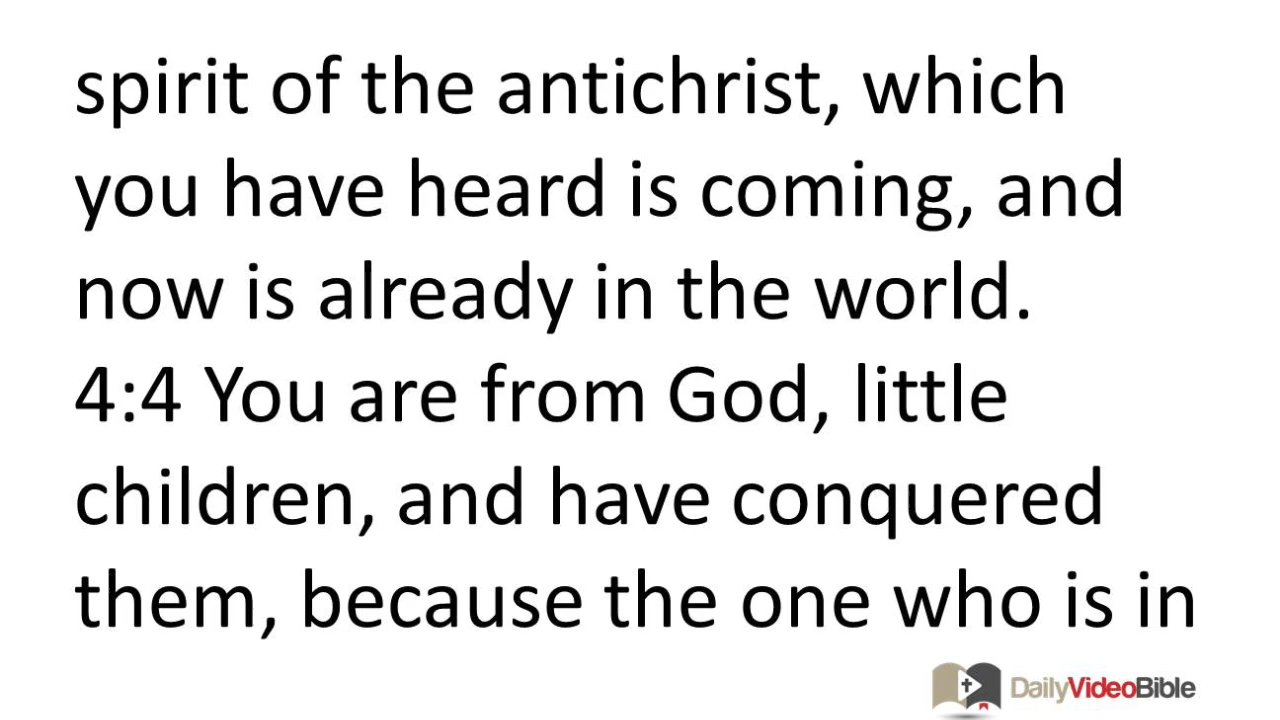 spirit of the antichrist, which
you have heard is coming, and
now is already in the world.
4:4 You are from God, little
children, and have conquered
them, because the one who is in
DailyVideoBible